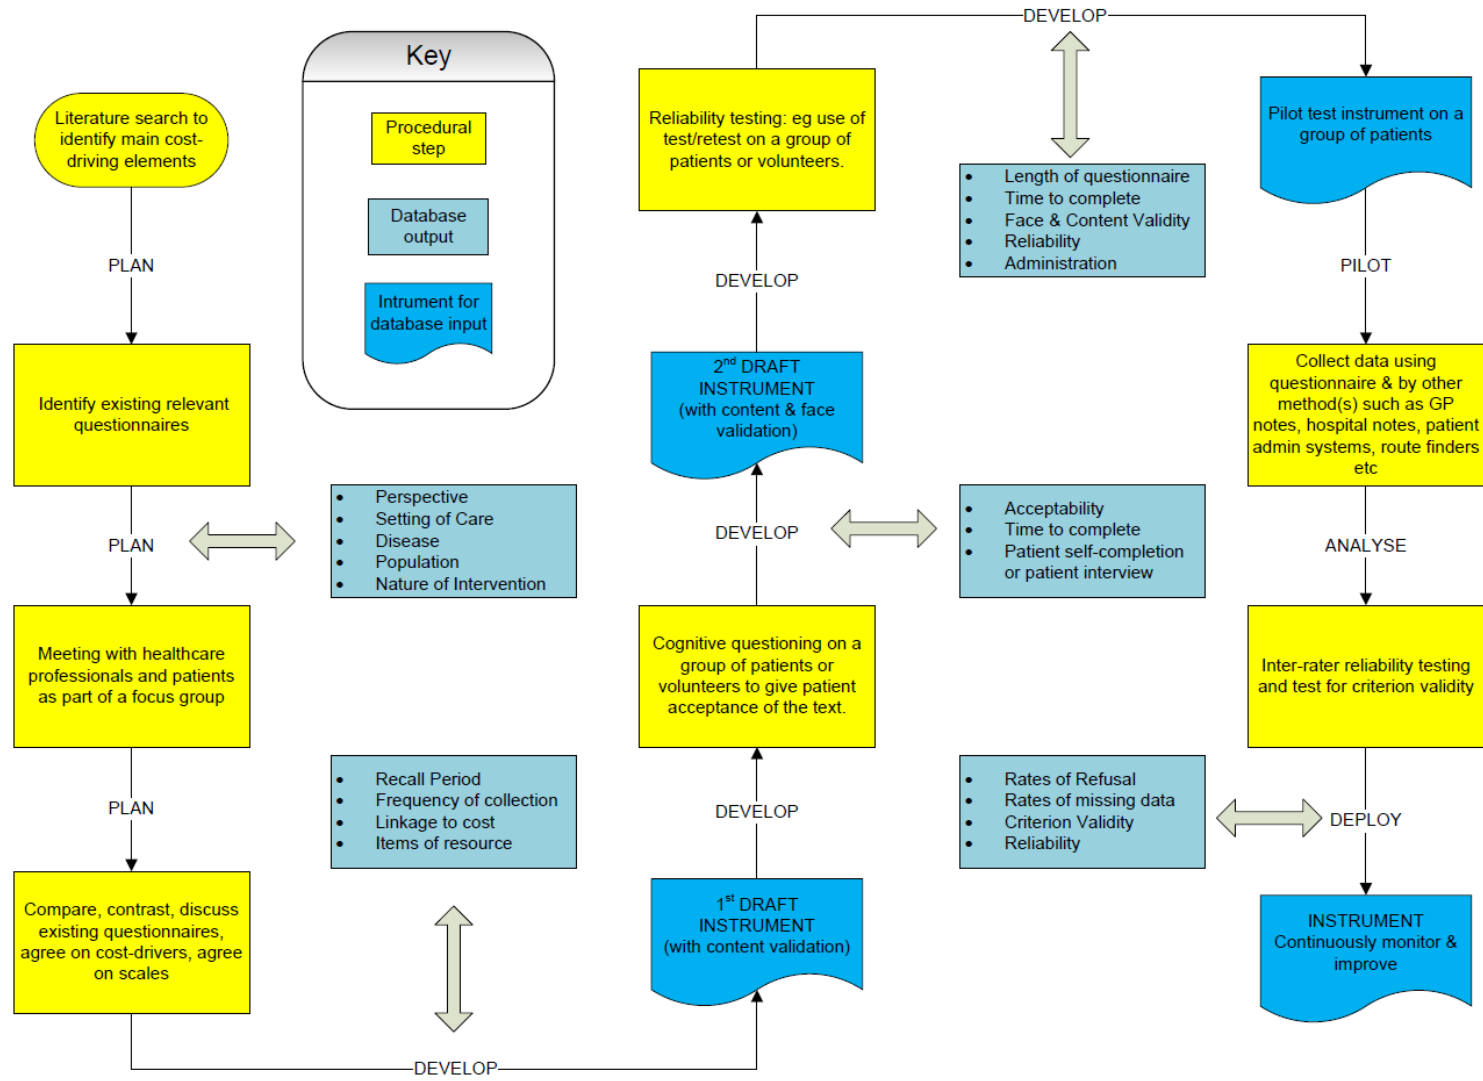 Literature search to
identify main cost-
driving elements
PLAN
Identify existing relevant
questionnaires
PLAN
Meeting with healthcare
professionals and patients
as part of a focus group
PLAN
Compare, contrast, discuss
existing questionnaires,
agree on cost-drivers, agree
on scales
DEVELOP
Key
Procedural
step
Database
output
Intrument for
database input
• Perspective
• Setting of Care
• Disease
• Population
• Nature of Intervention
• Recall Period
• Frequency of collection
• Linkage to cost
• Items of resource
1st DRAFT
INSTRUMENT
(with content validation)
DEVELOP
Cognitive questioning on a
group of patients or
volunteers to give patient
acceptance of the text.
DEVELOP
2nd DRAFT
INSTRUMENT
(with content & face
validation)
DEVELOP
Reliability testing: eg use of
test/retest on a group of
patients or volunteers.
DEVELOP
• Length of questionnaire
• Time to complete
• Face & Content Validity
• Reliability
• Administration
• Acceptability
• Time to complete
• Patient self-completion
or patient interview
• Rates of Refusal
• Rates of missing data
• Criterion Validity
• Reliability
Pilot test instrument on a
group of patients
PILOT
Collect data using
questionnaire & by other
method(s) such as GP
notes, hospital notes, patient
admin systems, route finders
etc
ANALYSE
Inter-rater reliability testing
and test for criterion validity
DEPLOY
INSTRUMENT
Continuously monitor &
improve